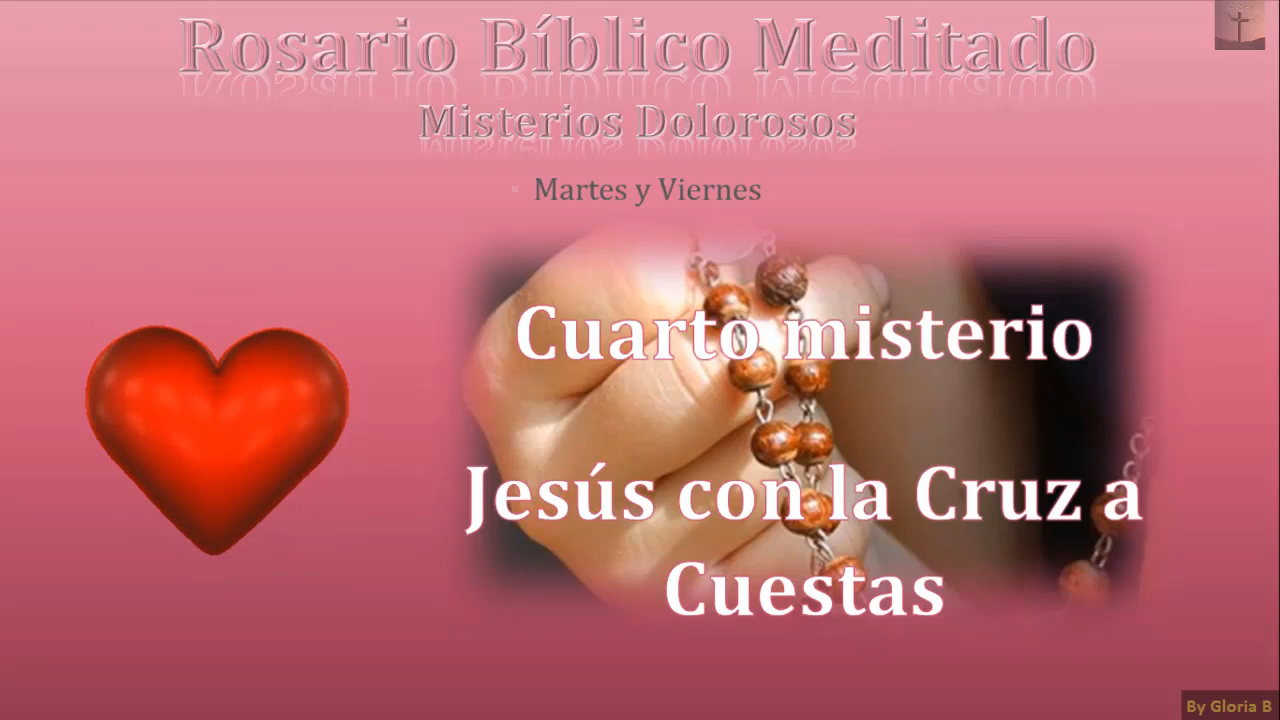 Rosario Bíblico Meditado
Misterios Dolorosos
Martes y Viernes
Cuarto misterio
Jesús con la Cruz a
Cuestas
By Gloria B